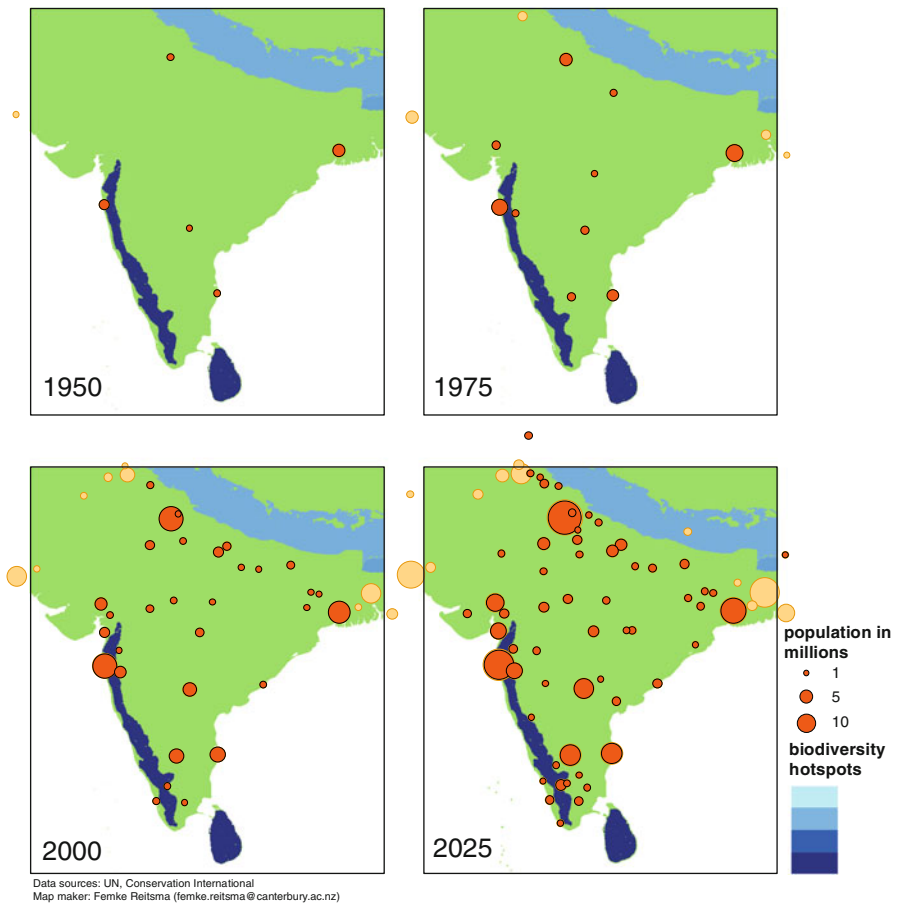 1950
1975
2000
2025
population in
millions
1
5
10
biodiversity
hotspots
Data sources: UN, Conservation International
Map maker: Femke Reitsma (femke.reitsma@canterbury.ac.nz)